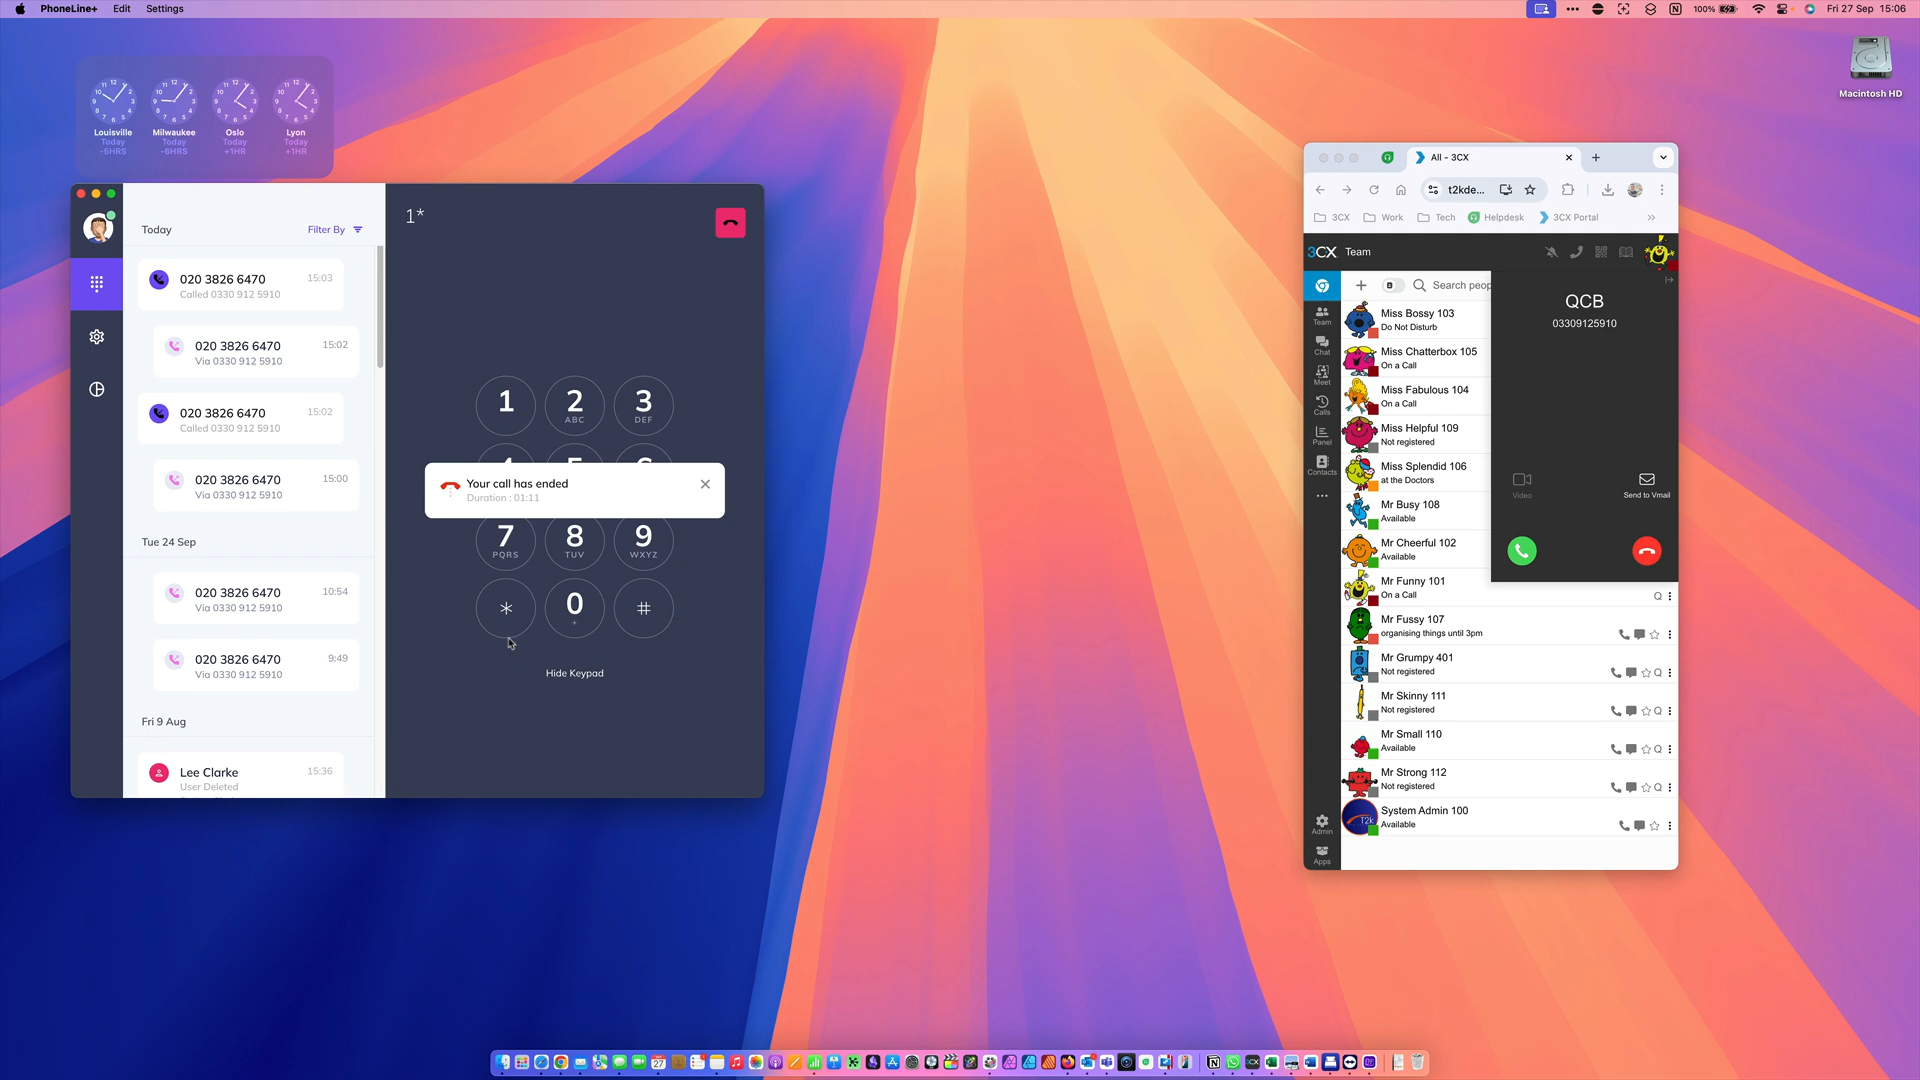 PhoneLine+ Edit Settings
100% Fri 27 Sep 15:06
Macintosh HD
Louisville Milwaukee Oslo Lyon
Today Today Today Today
-5HRS -6HRS +1HR +1HR
Today Filter By
020 3826 6470 15:03
Called 0330 912 5910
020 3826 6470 15:02
Via 0330 912 5910
020 3826 6470 15:02
Called 0330 912 5910
020 3826 6470 15:00
Via 0330 912 5910
Tue 24 Sep
020 3826 6470 10:54
Via 0330 912 5910
020 3826 6470 9:49
Via 0330 912 5910
Fri 9 Aug
Lee Clarke 15:36
User Deleted
1*
1 2 3
ABC DEF
Your call has ended
Duration : 01:11
7 8 9
PQRS TUV WXYZ
* 0 #
+
Hide Keypad
All - 3CX
t2kde...
3CX Work Tech Helpdesk 3CX Portal
3CX Team
Search peop
Team
Chat
Meet
Calls
Panel
Contacts
Admin
Apps
QCB
03309125910
Video Send to Vmail
Miss Bossy 103
Do Not Disturb
Miss Chatterbox 105
On a Call
Miss Fabulous 104
On a Call
Miss Helpful 109
Not registered
Miss Splendid 106
at the Doctors
Mr Busy 108
Available
Mr Cheerful 102
Available
Mr Funny 101
On a Call
Mr Fussy 107
organising things until 3pm
Mr Grumpy 401
Not registered
Mr Skinny 111
Not registered
Mr Small 110
Available
Mr Strong 112
Not registered
System Admin 100
Available